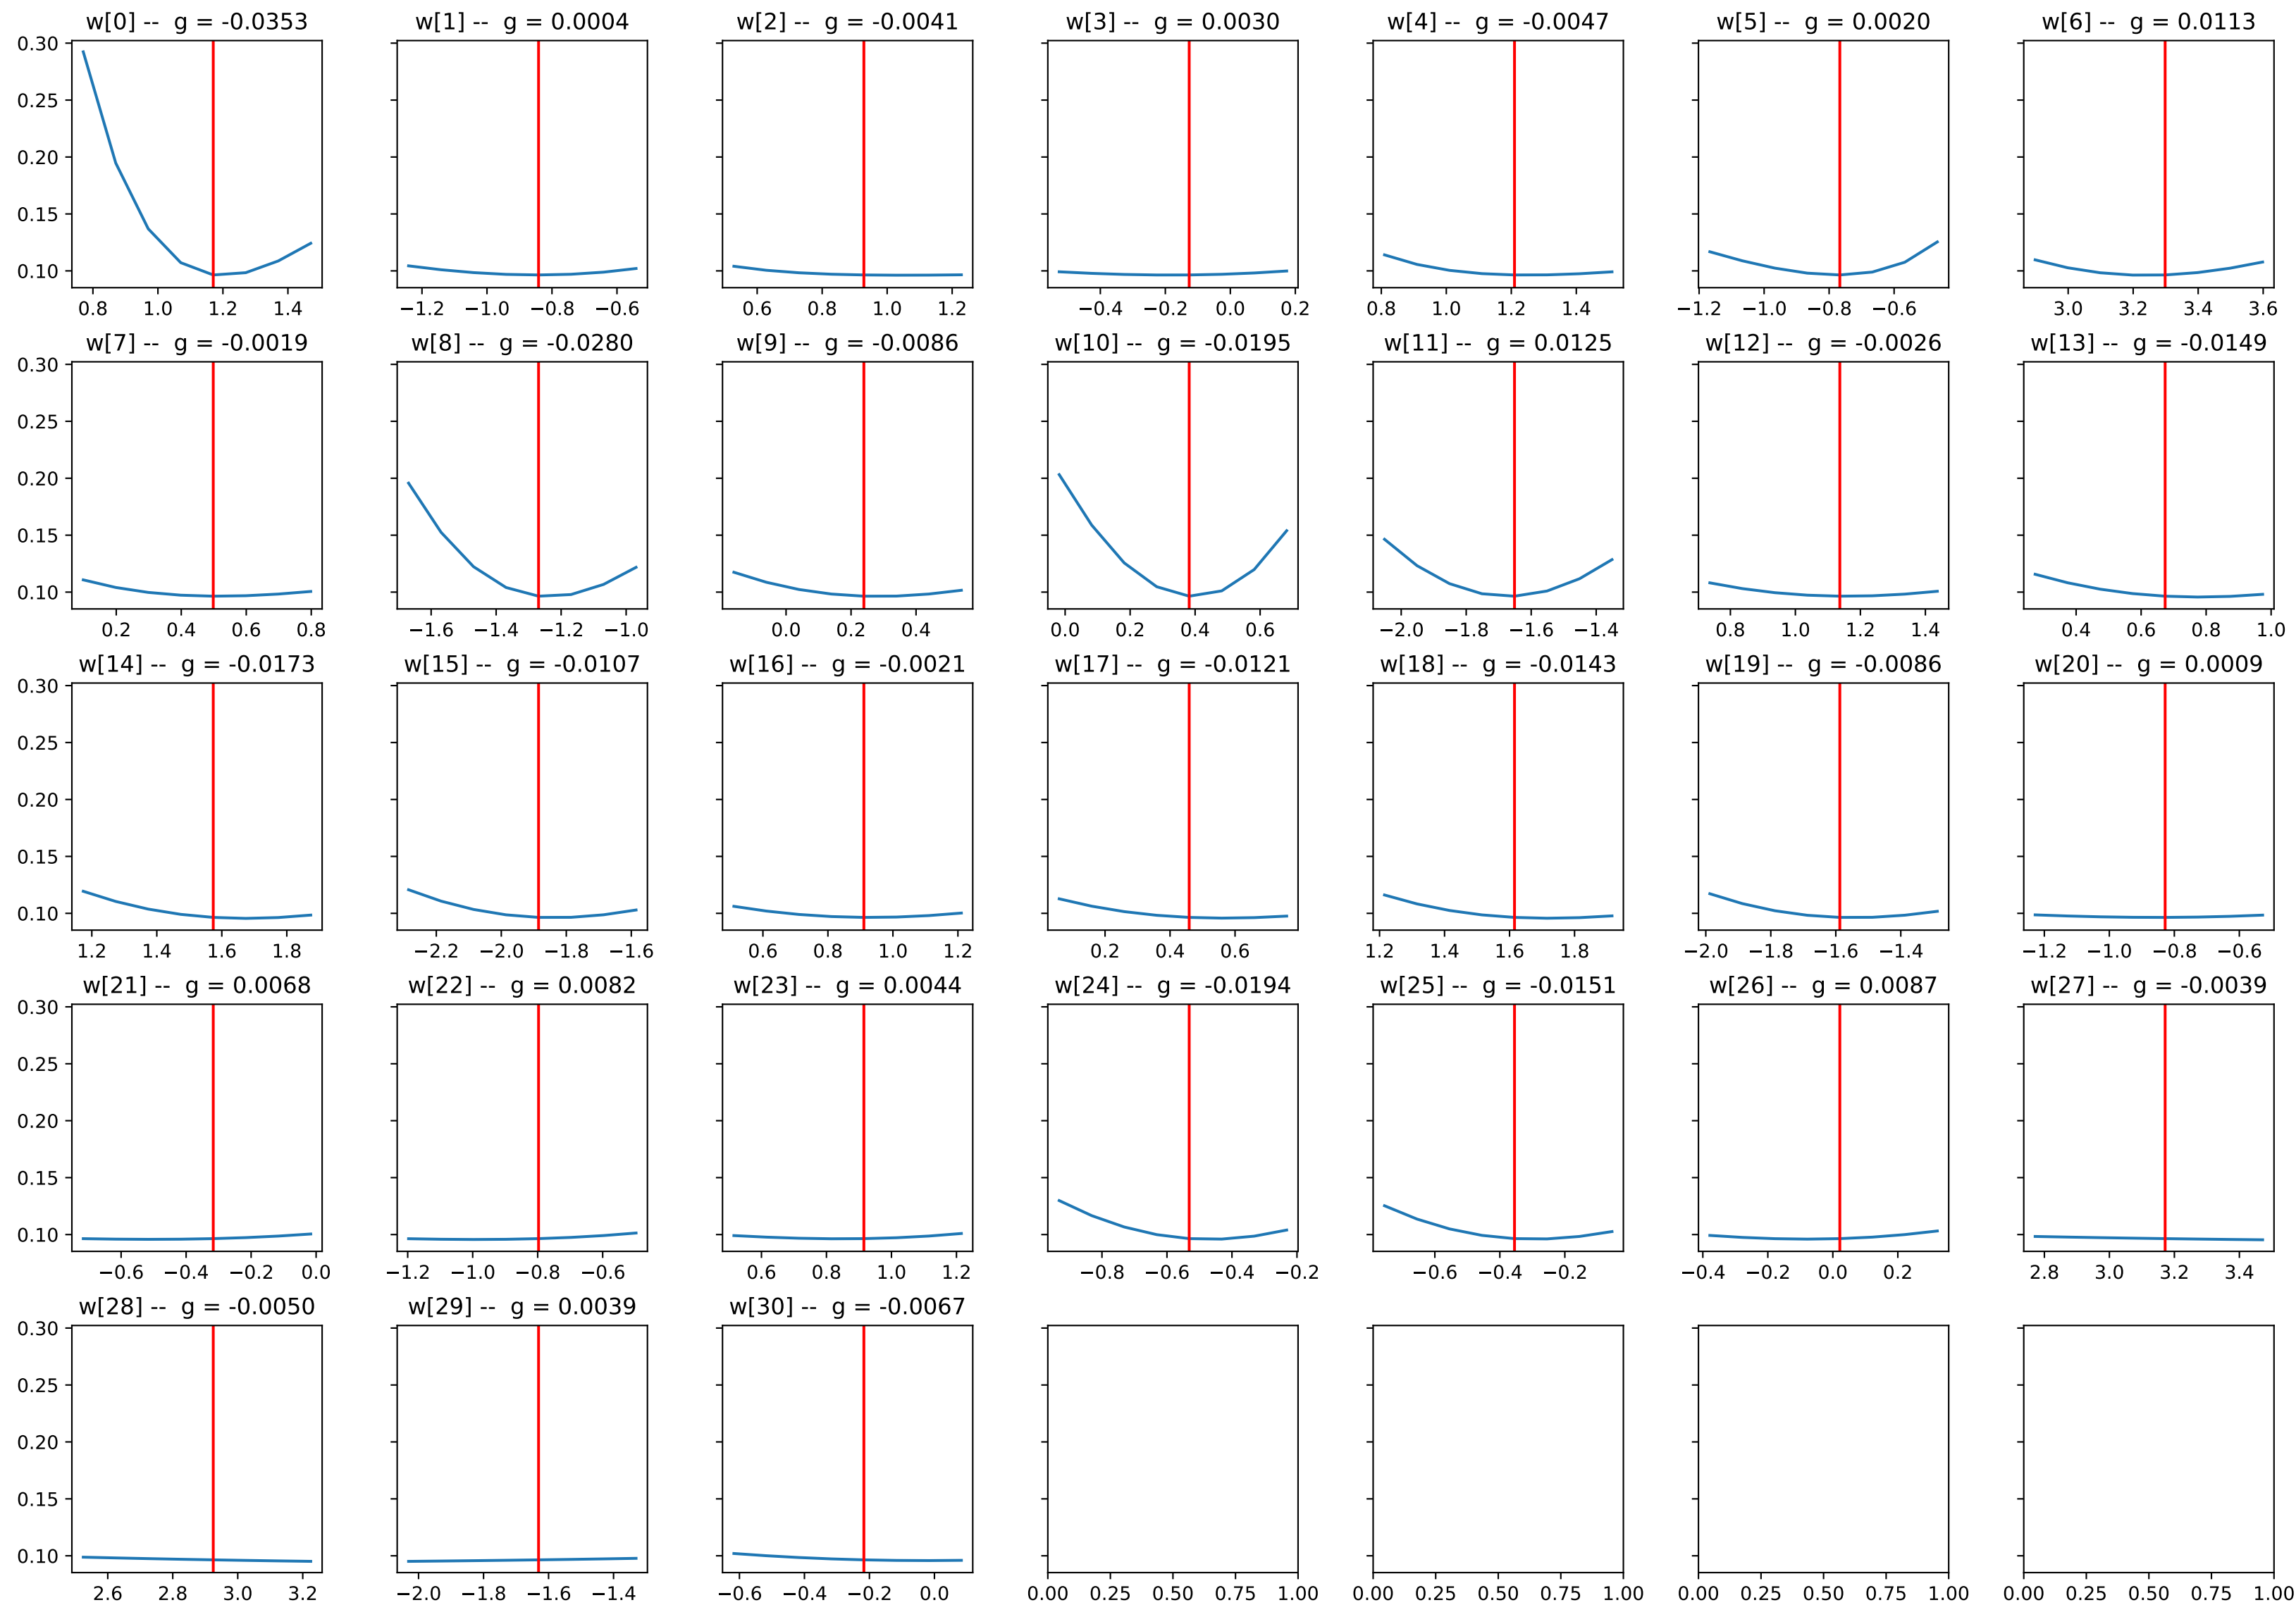 w[0] -- g = -0.0353 w[1] -- g = 0.0004 w[2] -- g = -0.0041 w[3] -- g = 0.0030 w[4] -- g = -0.0047 w[5] -- g = 0.0020 w[6] -- g = 0.0113
0.30
0.25
0.20
0.15
0.10
0.8 1.0 1.2 1.4 −1.2 −1.0 −0.8 −0.6 0.6 0.8 1.0 1.2 −0.4 −0.2 0.0 0.2 0.8 1.0 1.2 1.4 −1.2 −1.0 −0.8 −0.6 3.0 3.2 3.4 3.6
w[7] -- g = -0.0019 w[8] -- g = -0.0280 w[9] -- g = -0.0086 w[10] -- g = -0.0195 w[11] -- g = 0.0125 w[12] -- g = -0.0026 w[13] -- g = -0.0149
0.30
0.25
0.20
0.15
0.10
0.2 0.4 0.6 0.8 −1.6 −1.4 −1.2 −1.0 0.0 0.2 0.4 0.0 0.2 0.4 0.6 −2.0 −1.8 −1.6 −1.4 0.8 1.0 1.2 1.4 0.4 0.6 0.8 1.0
w[14] -- g = -0.0173 w[15] -- g = -0.0107 w[16] -- g = -0.0021 w[17] -- g = -0.0121 w[18] -- g = -0.0143 w[19] -- g = -0.0086 w[20] -- g = 0.0009
0.30
0.25
0.20
0.15
0.10
1.2 1.4 1.6 1.8 −2.2 −2.0 −1.8 −1.6 0.6 0.8 1.0 1.2 0.2 0.4 0.6 1.2 1.4 1.6 1.8 −2.0 −1.8 −1.6 −1.4 −1.2 −1.0 −0.8 −0.6
w[21] -- g = 0.0068 w[22] -- g = 0.0082 w[23] -- g = 0.0044 w[24] -- g = -0.0194 w[25] -- g = -0.0151 w[26] -- g = 0.0087 w[27] -- g = -0.0039
0.30
0.25
0.20
0.15
0.10
−0.6 −0.4 −0.2 0.0 −1.2 −1.0 −0.8 −0.6 0.6 0.8 1.0 1.2 −0.8 −0.6 −0.4 −0.2 −0.6 −0.4 −0.2 −0.4 −0.2 0.0 0.2 2.8 3.0 3.2 3.4
w[28] -- g = -0.0050 w[29] -- g = 0.0039 w[30] -- g = -0.0067
0.30
0.25
0.20
0.15
0.10
2.6 2.8 3.0 3.2 −2.0 −1.8 −1.6 −1.4 −0.6 −0.4 −0.2 0.0 0.00 0.25 0.50 0.75 1.00 0.00 0.25 0.50 0.75 1.00 0.00 0.25 0.50 0.75 1.00 0.00 0.25 0.50 0.75 1.00